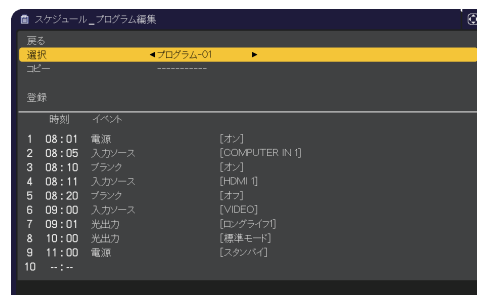 スケジュール_プログラム編集
戻る
選択 ◀プログラム-01 ▶
コピー -----------
登録
時刻 イベント
1 08:01 電源 [オン]
2 08:05 入力ソース [COMPUTER IN 1]
3 08:10 ブランク [オン]
4 08:11 入力ソース [HDMI 1]
5 08:20 ブランク [オフ]
6 09:00 入力ソース [VIDEO]
7 09:01 光出力 [ロングライフ1]
8 10:00 光出力 [標準モード]
9 11:00 電源 [スタンバイ]
10 --:--